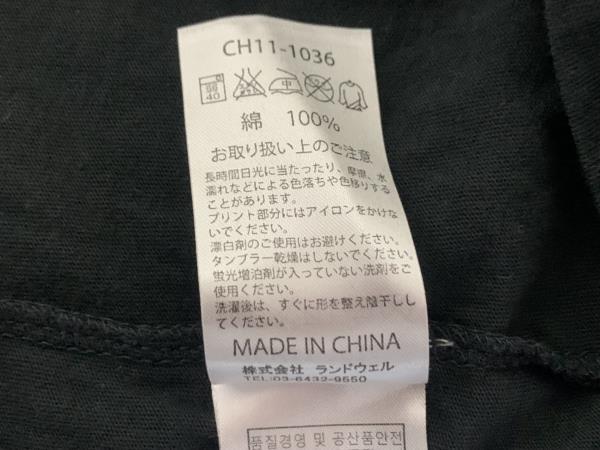 CH11-1036
40
中
綿 100%
お取り扱い上のご注意
長時間日光に当たったり、摩擦、水
濡れなどによる色落ちや色移りする
ことがあります。
プリント部分にはアイロンをかけな
いでください。
漂白剤のご使用はお避けください。
タンブラー乾燥はしないでください。
蛍光増泊剤が入っていない洗剤をご
使用ください。
洗濯後は、すぐに形を整え陰干しし
てください。
MADE IN CHINA
株式会社 ランドウェル
TEL:03-6432-9550
품질경영 및 공산품안전